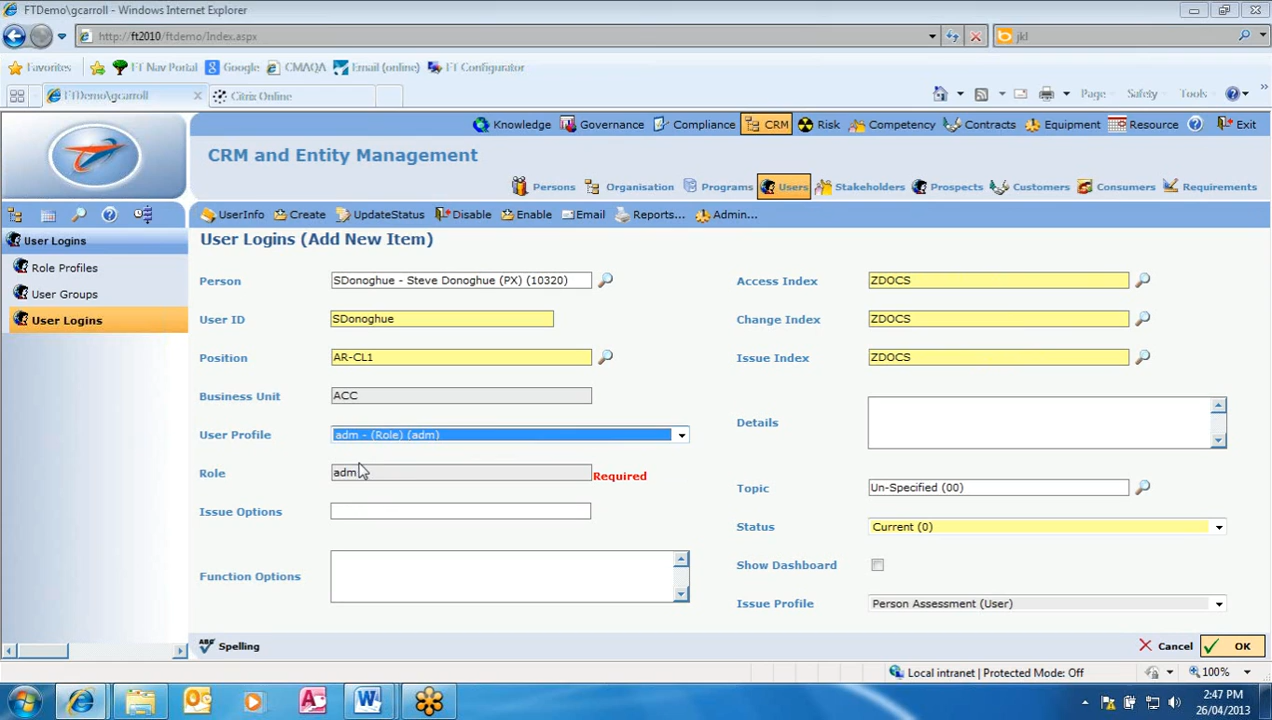 FTDemo\gcarroll - Windows Internet Explorer
http://ft2010/ftdemo/Index.aspx
jkl
Favorites FT Nav Portal Google CMAQA Email (online) FT Configurator
FTDemo\gcarroll Citrix Online Page Safety Tools
Knowledge Governance Compliance CRM Risk Competency Contracts Equipment Resource Exit
CRM and Entity Management
Persons Organisation Programs Users Stakeholders Prospects Customers Consumers Requirements
UserInfo Create UpdateStatus Disable Enable Email Reports... Admin...
User Logins
Role Profiles
User Groups
User Logins
User Logins (Add New Item)
Person SDonoghue - Steve Donoghue (PX) (10320)
User ID SDonoghue
Position AR-CL1
Business Unit ACC
User Profile adm - (Role) (adm)
Role adm Required
Issue Options
Function Options
Access Index ZDOCS
Change Index ZDOCS
Issue Index ZDOCS
Details
Topic Un-Specified (00)
Status Current (0)
Show Dashboard
Issue Profile Person Assessment (User)
ABC Spelling Cancel OK
Local intranet | Protected Mode: Off 100%
2:47 PM
26/04/2013